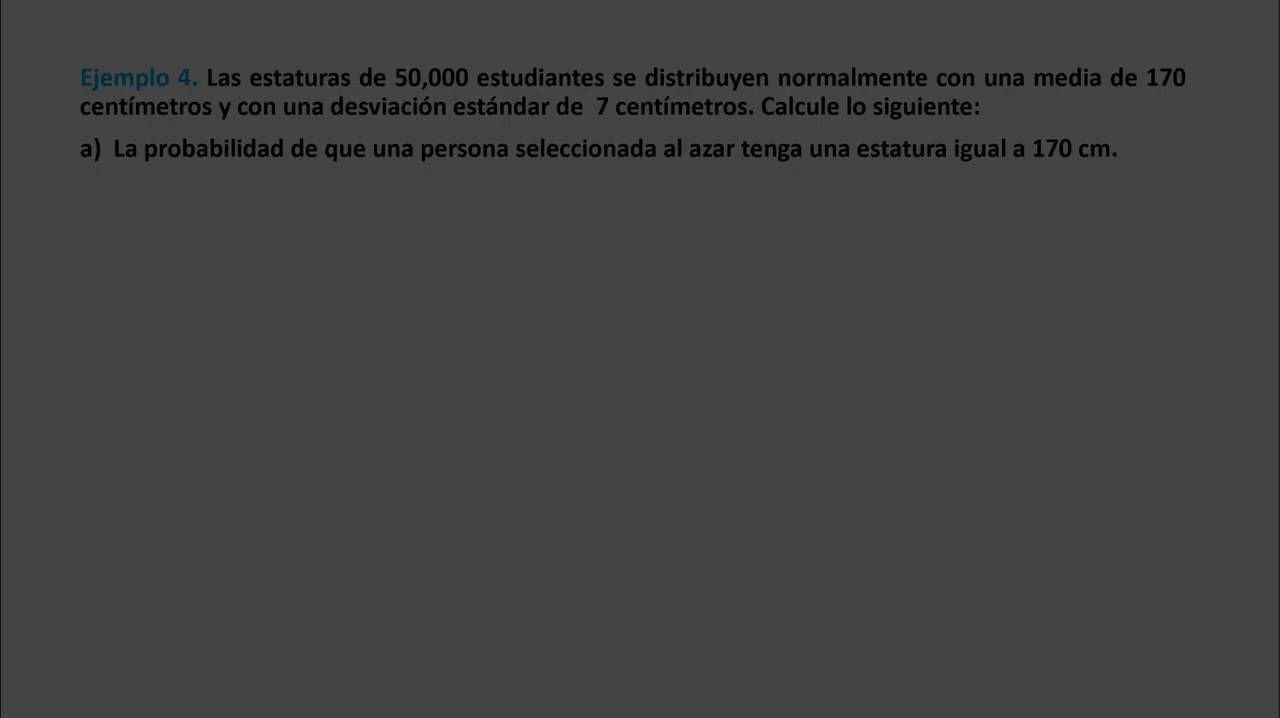 Ejemplo 4. Las estaturas de 50,000 estudiantes se distribuyen normalmente con una media de 170
centímetros y con una desviación estándar de 7 centímetros. Calcule lo siguiente:
a) La probabilidad de que una persona seleccionada al azar tenga una estatura igual a 170 cm.